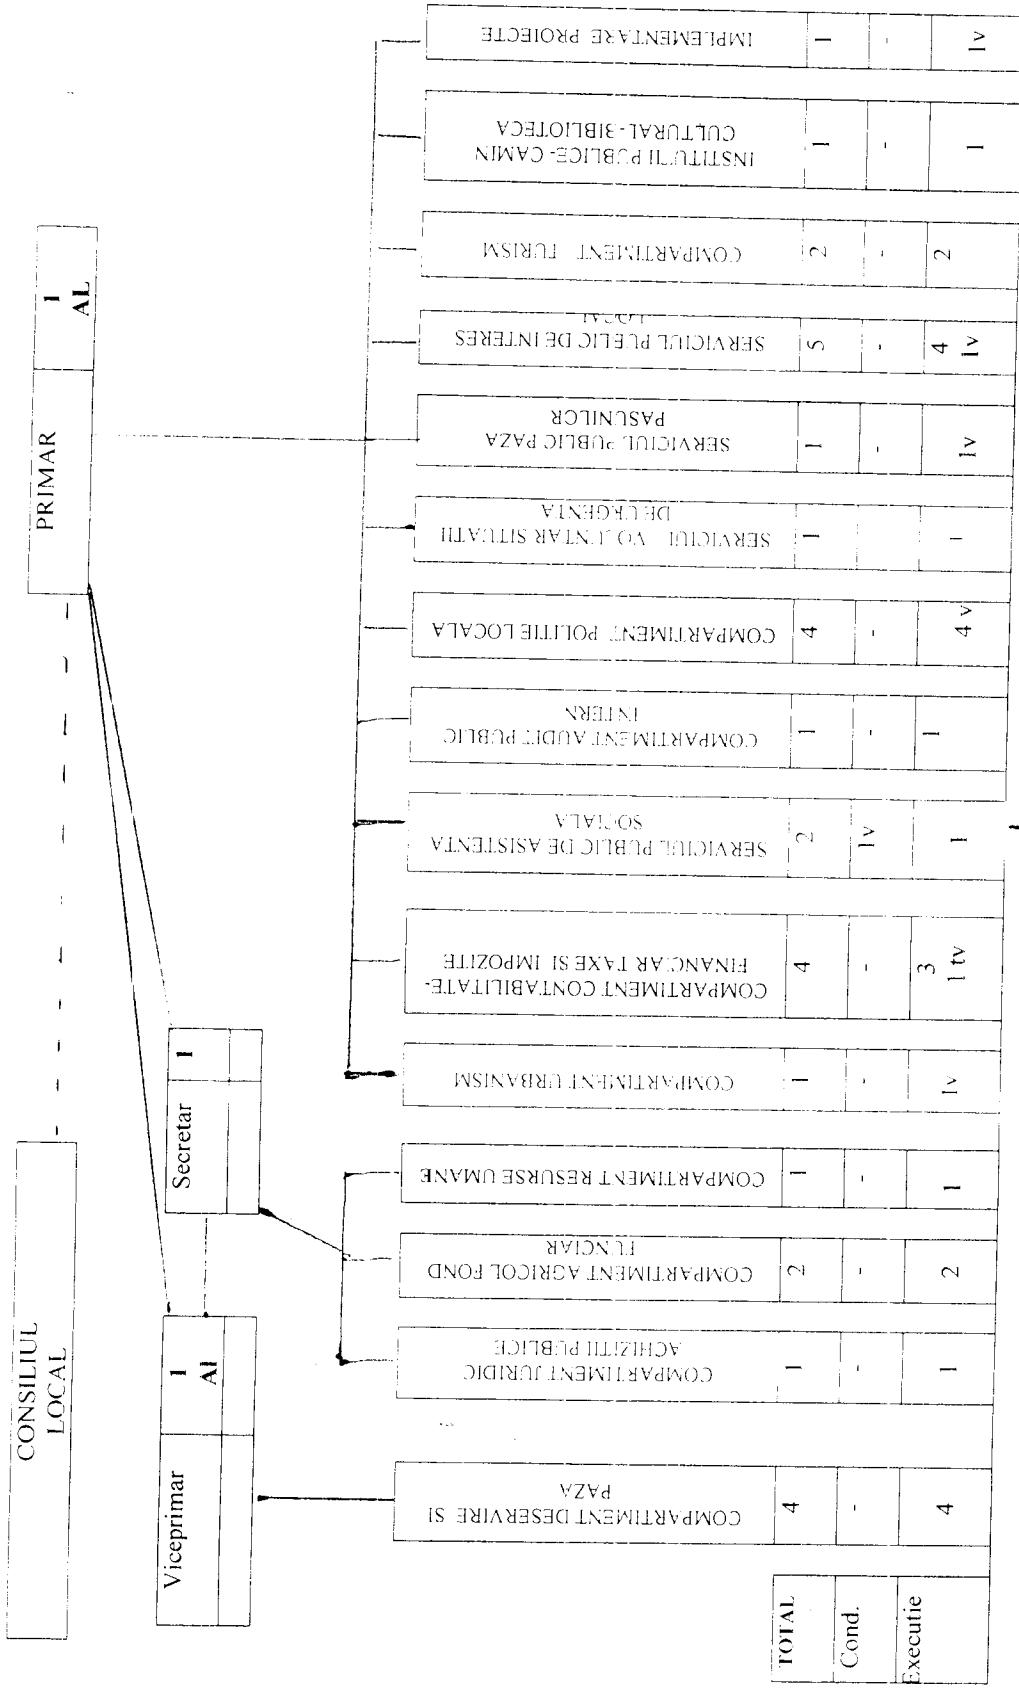 CONSILIUL
LOCAL
PRIMAR
1
AL
Viceprimar
1
Al
Secretar
1
COMPARTIMENT DESERVIRE SI
PAZA
COMPARTIMENT JURIDIC
ACHIZITII PUBLICE
COMPARTIMENT AGRICOL FOND
FUNCIAR
COMPARTIMENT RESURSE UMANE
COMPARTIMENT URBANISM
COMPARTIMENT CONTABILITATE-
FINANCIAR TAXE SI IMPOZITE
SERVICIUL PUBLIC DE ASISTENTA
SOCIALA
COMPARTIMENT AUDIT PUBLIC
INTERN
COMPARTIMENT POLITIE LOCALA
SERVICIUL VOLUNTAR SITUATII
DE URGENTA
SERVICIUL PUBLIC PAZA
PASUNILOR
SERVICIUL PUBLIC DE INTERES
LOCAL
COMPARTIMENT TURISM
INSTITUTII PUBLICE-CAMIN
CULTURAL-BIBLIOTECA
IMPLEMENTARE PROIECTE
TOTAL 4 1 2 1 1 4 2 1 4 1 1 5 2 1 1
Cond. - - - - - - 1v - - - - - - -
Executie 4 1 2 1 1v 3 1 1 4 v 1 1v 4 2 1 1v
1tv 1v